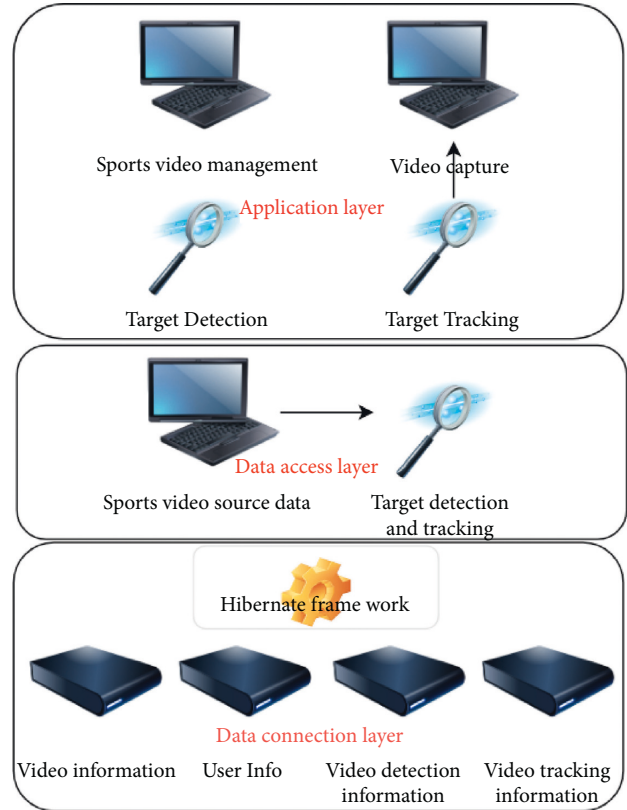 Sports video management
Video capture
Application layer
Target Detection
Target Tracking
Data access layer
Sports video source data
Target detection
and tracking
Hibernate frame work
Data connection layer
Video information
User Info
Video detection
information
Video tracking
information